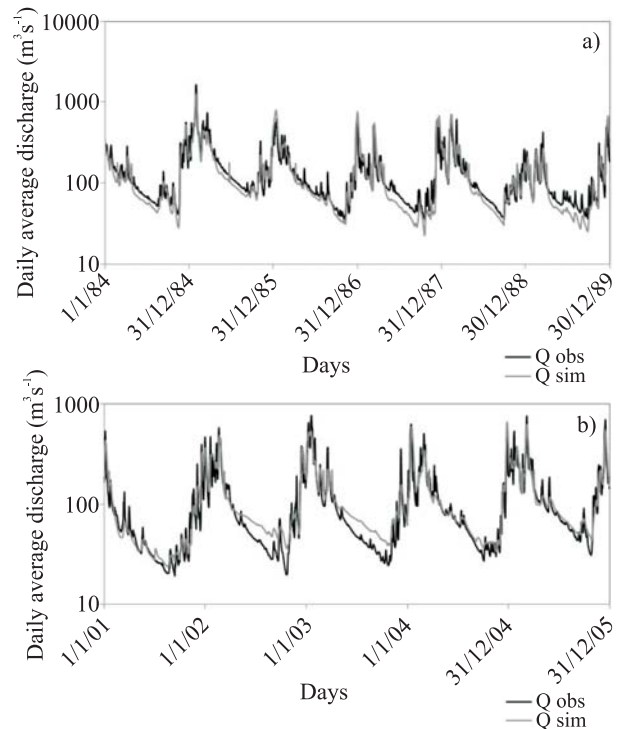 a)
Daily average discharge (m³s⁻¹)
10000
1000
100
10
1/1/84
31/12/84
31/12/85
31/12/86
31/12/87
30/12/88
30/12/89
Days
Q obs
Q sim
b)
Daily average discharge (m³s⁻¹)
1000
100
10
1/1/01
1/1/02
1/1/03
1/1/04
31/12/04
31/12/05
Days
Q obs
Q sim